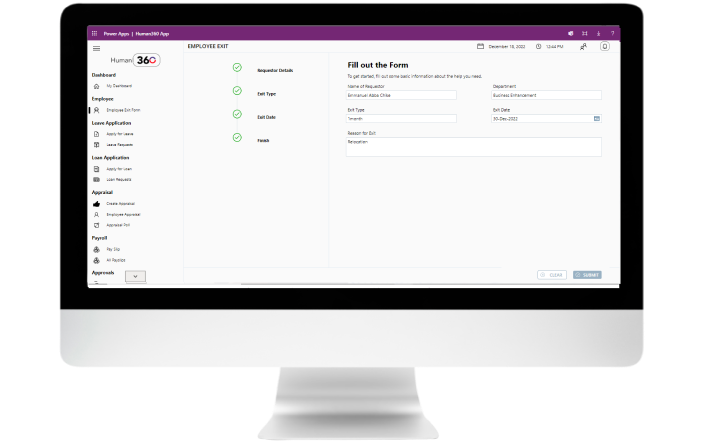 Power Apps | Human360 App
?
EMPLOYEE EXIT
December 10, 2022
12:44 PM
Human 360
Dashboard
My Dashboard
Employee
Employee Exit Form
Leave Application
Apply for Leave
Leave Requests
Loan Application
Apply for Loan
Loan Requests
Appraisal
Create Appraisal
Employee Appraisal
Appraisal Poll
Payroll
Pay Slip
All Payslips
Approvals
Requestor Details
Exit Type
Exit Date
Finish
Fill out the Form
To get started, fill out some basic information about the help you need.
Name of Requestor
Department
Emmanuel Abbo Chise
Business Enhancement
Exit Type
Exit Date
1month
30-Dec-2022
Reason for Exit
Relocation
CLEAR
SUBMIT